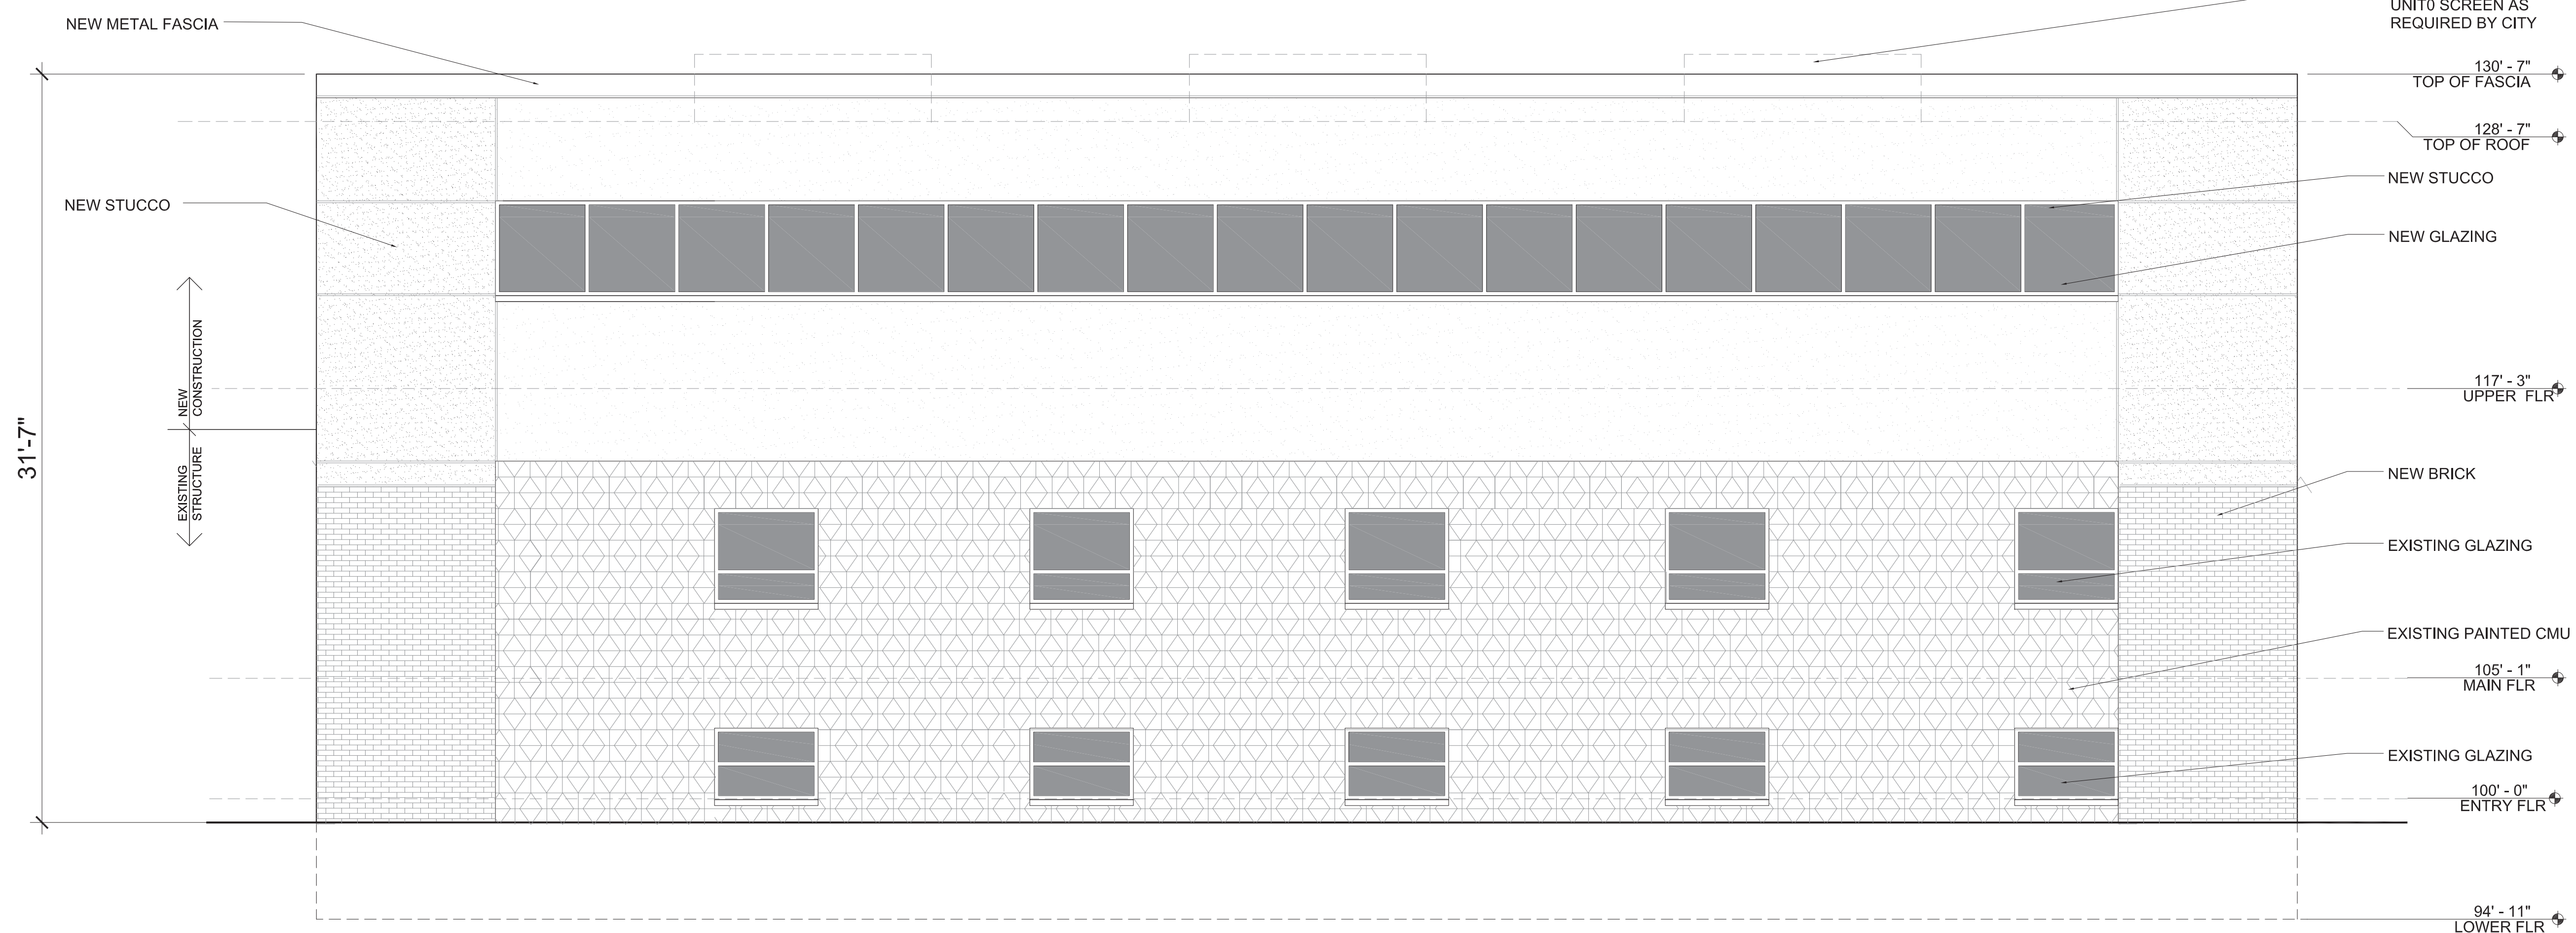 UNIT0 SCREEN AS
REQUIRED BY CITY
NEW METAL FASCIA
130' - 7"
TOP OF FASCIA
128' - 7"
TOP OF ROOF
NEW STUCCO
NEW STUCCO
NEW GLAZING
NEW
CONSTRUCTION
117' - 3"
UPPER FLR
31'-7"
EXISTING
STRUCTURE
NEW BRICK
EXISTING GLAZING
EXISTING PAINTED CMU
105' - 1"
MAIN FLR
EXISTING GLAZING
100' - 0"
ENTRY FLR
94' - 11"
LOWER FLR